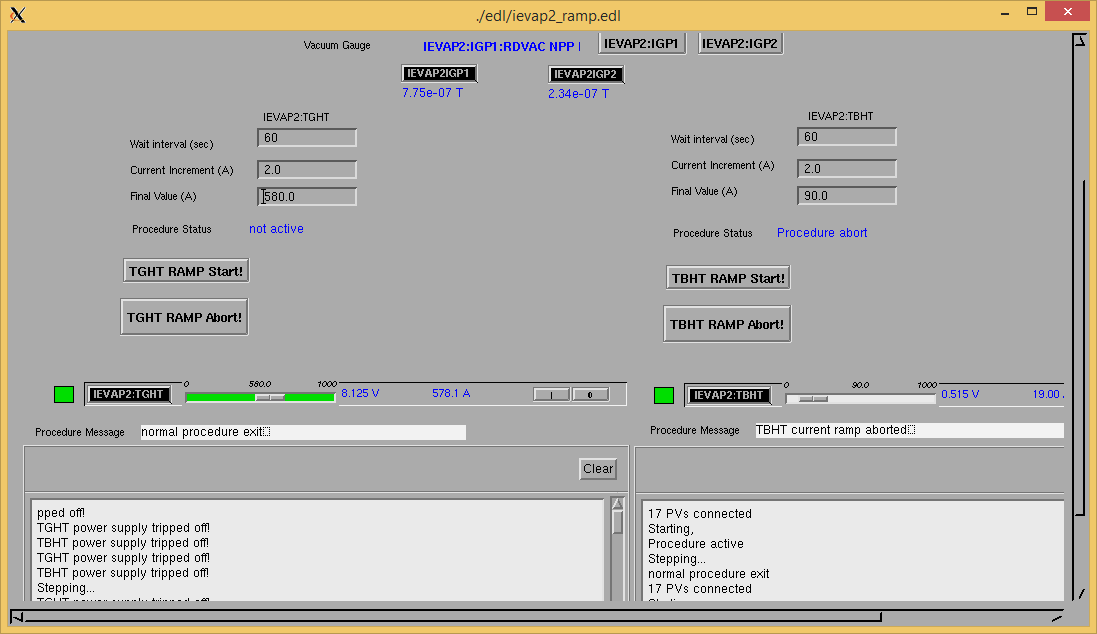 ./edl/ievap2_ramp.edl
Vacuum Gauge IEVAP2:IGP1:RDVAC NPP IEVAP2:IGP1 IEVAP2:IGP2
IEVAP2IGP1 IEVAP2IGP2
7.75e-07 T 2.34e-07 T
IEVAP2:TGHT
Wait interval (sec) 60
Current Increment (A) 2.0
Final Value (A) 580.0
Procedure Status not active
TGHT RAMP Start!
TGHT RAMP Abort!
IEVAP2:TBHT
Wait interval (sec) 60
Current Increment (A) 2.0
Final Value (A) 90.0
Procedure Status Procedure abort
TBHT RAMP Start!
TBHT RAMP Abort!
0 580.0 1000
IEVAP2:TGHT 8.125 V 578.1 A I 0
Procedure Message normal procedure exit
0 90.0 1000
IEVAP2:TBHT 0.515 V 19.00
Procedure Message TBHT current ramp aborted
Clear
pped off!
TGHT power supply tripped off!
TBHT power supply tripped off!
TGHT power supply tripped off!
TBHT power supply tripped off!
Stepping...
TGHT power supply tripped off!
17 PVs connected
Starting,
Procedure active
Stepping...
normal procedure exit
17 PVs connected